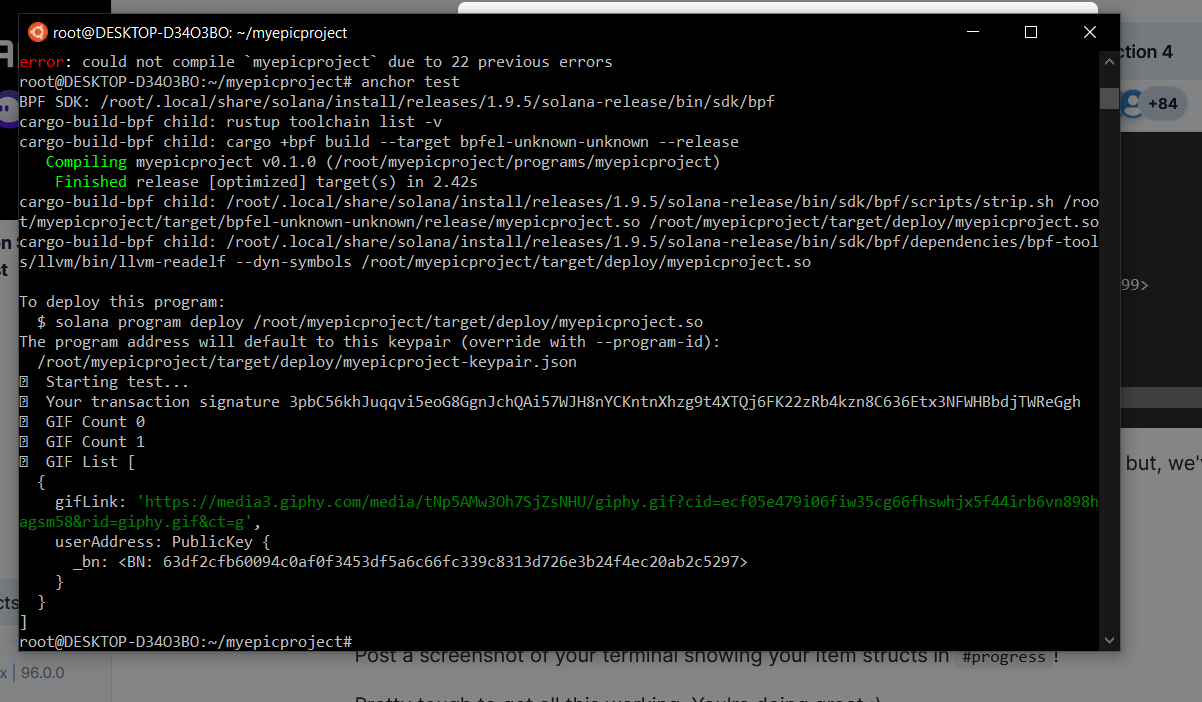 root@DESKTOP-D34O3BO: ~/myepicproject
error: could not compile `myepicproject` due to 22 previous errors
root@DESKTOP-D34O3BO:~/myepicproject# anchor test
BPF SDK: /root/.local/share/solana/install/releases/1.9.5/solana-release/bin/sdk/bpf
cargo-build-bpf child: rustup toolchain list -v
cargo-build-bpf child: cargo +bpf build --target bpfel-unknown-unknown --release
Compiling myepicproject v0.1.0 (/root/myepicproject/programs/myepicproject)
Finished release [optimized] target(s) in 2.42s
cargo-build-bpf child: /root/.local/share/solana/install/releases/1.9.5/solana-release/bin/sdk/bpf/scripts/strip.sh /roo
t/myepicproject/target/bpfel-unknown-unknown/release/myepicproject.so /root/myepicproject/target/deploy/myepicproject.so
cargo-build-bpf child: /root/.local/share/solana/install/releases/1.9.5/solana-release/bin/sdk/bpf/dependencies/bpf-tool
s/llvm/bin/llvm-readelf --dyn-symbols /root/myepicproject/target/deploy/myepicproject.so
To deploy this program:
$ solana program deploy /root/myepicproject/target/deploy/myepicproject.so
The program address will default to this keypair (override with --program-id):
/root/myepicproject/target/deploy/myepicproject-keypair.json
Starting test...
Your transaction signature 3pbC56khJuqqvi5eoG8GgnJchQAi57WJH8nYCKntnXhzg9t4XTQj6FK22zRb4kzn8C636Etx3NFWHBbdjTWReGgh
GIF Count 0
GIF Count 1
GIF List [
{
gifLink: 'https://media3.giphy.com/media/tNp5AMw3Oh7SjZsNHU/giphy.gif?cid=ecf05e479i06fiw35cg66fhswhjx5f44irb6vn898h
agsm58&rid=giphy.gif&ct=g',
userAddress: PublicKey {
_bn: <BN: 63df2cfb60094c0af0f3453df5a6c66fc339c8313d726e3b24f4ec20ab2c5297>
}
}
]
root@DESKTOP-D34O3BO:~/myepicproject#
ction 4
+84
99>
but, we'v
Post a screenshot of your terminal showing your item structs in #progress !
Pretty tough to get all this working. You're doing great :)
x | 96.0.0